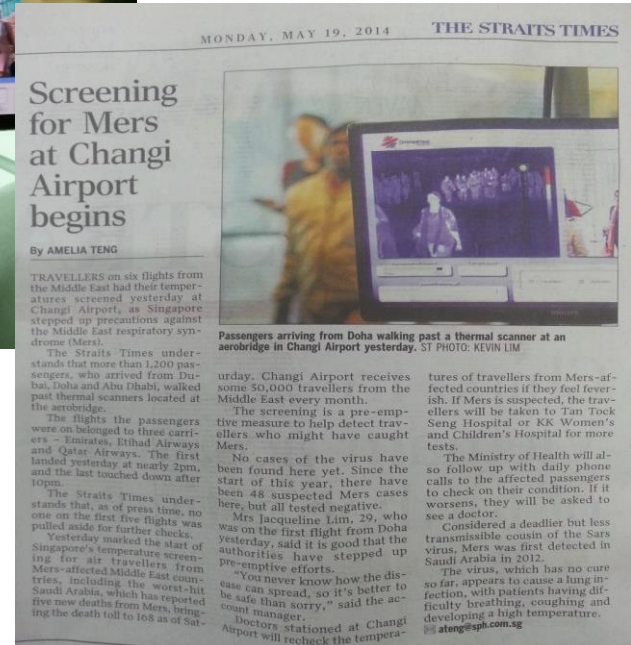 MONDAY, MAY 19, 2014
THE STRAITS TIMES
Screening
for Mers
at Changi
Airport
begins
By AMELIA TENG
TRAVELLERS on six flights from
the Middle East had their temper-
atures screened yesterday at
Changi Airport, as Singapore
stepped up precautions against
the Middle East respiratory syn-
drome (Mers).
The Straits Times under-
stands that more than 1,200 pas-
sengers, who arrived from Du-
bai, Doha and Abu Dhabi, walked
past thermal scanners located at
the aerobridge.
The flights the passengers
were on belonged to three carri-
ers – Emirates, Etihad Airways
and Qatar Airways. The first
landed yesterday at nearly 2pm,
and the last touched down after
10pm.
The Straits Times under-
stands that, as of press time, no
one on the first five flights was
pulled aside for further checks.
Yesterday marked the start of
Singapore's temperature screen-
ing for air travellers from
Mers-affected Middle East coun-
tries, including the worst-hit
Saudi Arabia, which has reported
five new deaths from Mers, bring-
ing the death toll to 168 as of Sat-
Passengers arriving from Doha walking past a thermal scanner at an
aerobridge in Changi Airport yesterday. ST PHOTO: KEVIN LIM
urday. Changi Airport receives
some 50,000 travellers from the
Middle East every month.
The screening is a pre-emp-
tive measure to help detect trav-
ellers who might have caught
Mers.
No cases of the virus have
been found here yet. Since the
start of this year, there have
been 48 suspected Mers cases
here, but all tested negative.
Mrs Jacqueline Lim, 29, who
was on the first flight from Doha
yesterday, said it is good that the
authorities have stepped up
pre-emptive efforts.
"You never know how the dis-
ease can spread, so it's better to
be safe than sorry," said the ac-
count manager.
Doctors stationed at Changi
Airport will recheck the tempera-
tures of travellers from Mers-af-
fected countries if they feel fever-
ish. If Mers is suspected, the trav-
ellers will be taken to Tan Tock
Seng Hospital or KK Women's
and Children's Hospital for more
tests.
The Ministry of Health will al-
so follow up with daily phone
calls to the affected passengers
to check on their condition. If it
worsens, they will be asked to
see a doctor.
Considered a deadlier but less
transmissible cousin of the Sars
virus, Mers was first detected in
Saudi Arabia in 2012.
The virus, which has no cure
so far, appears to cause a lung in-
fection, with patients having dif-
ficulty breathing, coughing and
developing a high temperature.
ateng@sph.com.sg